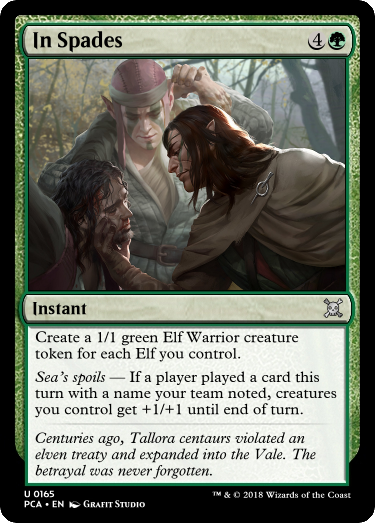 In Spades 4
Instant
Create a 1/1 green Elf Warrior creature
token for each Elf you control.
Sea's spoils — If a player played a card this
turn with a name your team noted, creatures
you control get +1/+1 until end of turn.
Centuries ago, Tallora centaurs violated an
elven treaty and expanded into the Vale. The
betrayal was never forgotten.
U 0165
PCA • EN Grafit Studio
™ & © 2018 Wizards of the Coast